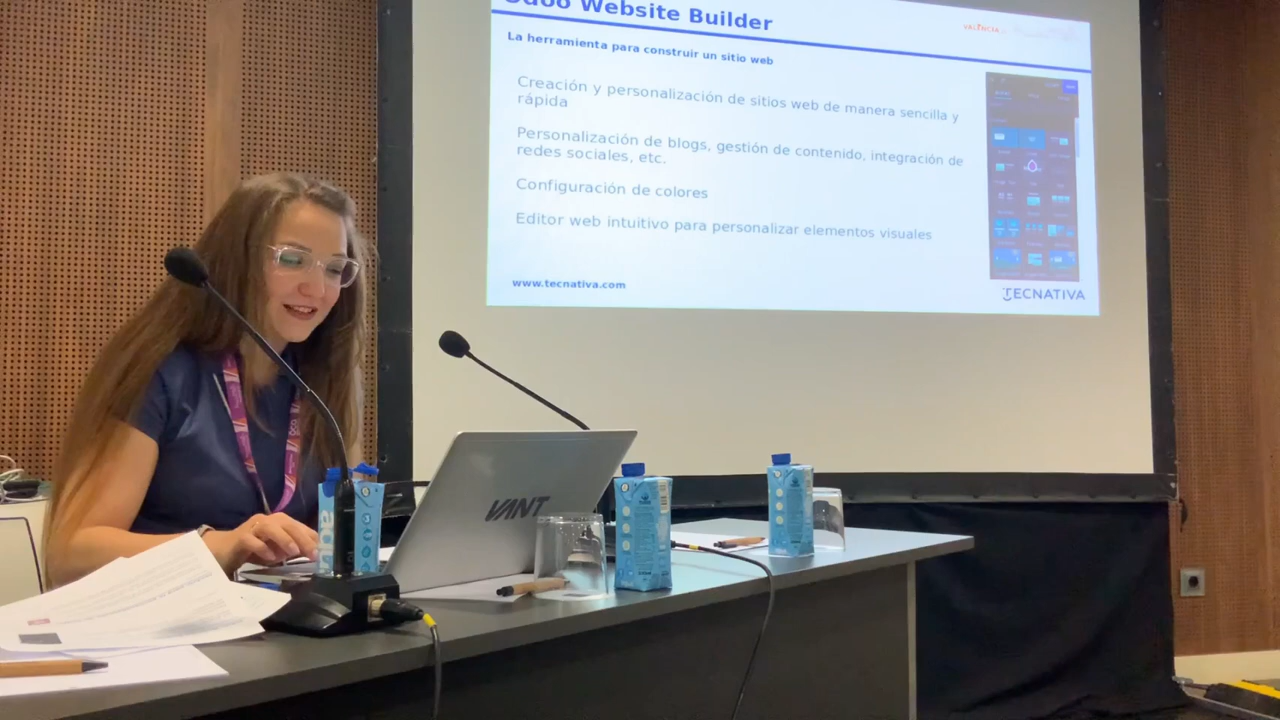 Odoo Website Builder
VALÈNCIA
La herramienta para construir un sitio web
Creación y personalización de sitios web de manera sencilla y
rápida
Personalización de blogs, gestión de contenido, integración de
redes sociales, etc.
Configuración de colores
Editor web intuitivo para personalizar elementos visuales
www.tecnativa.com
TECNATIVA
VANT